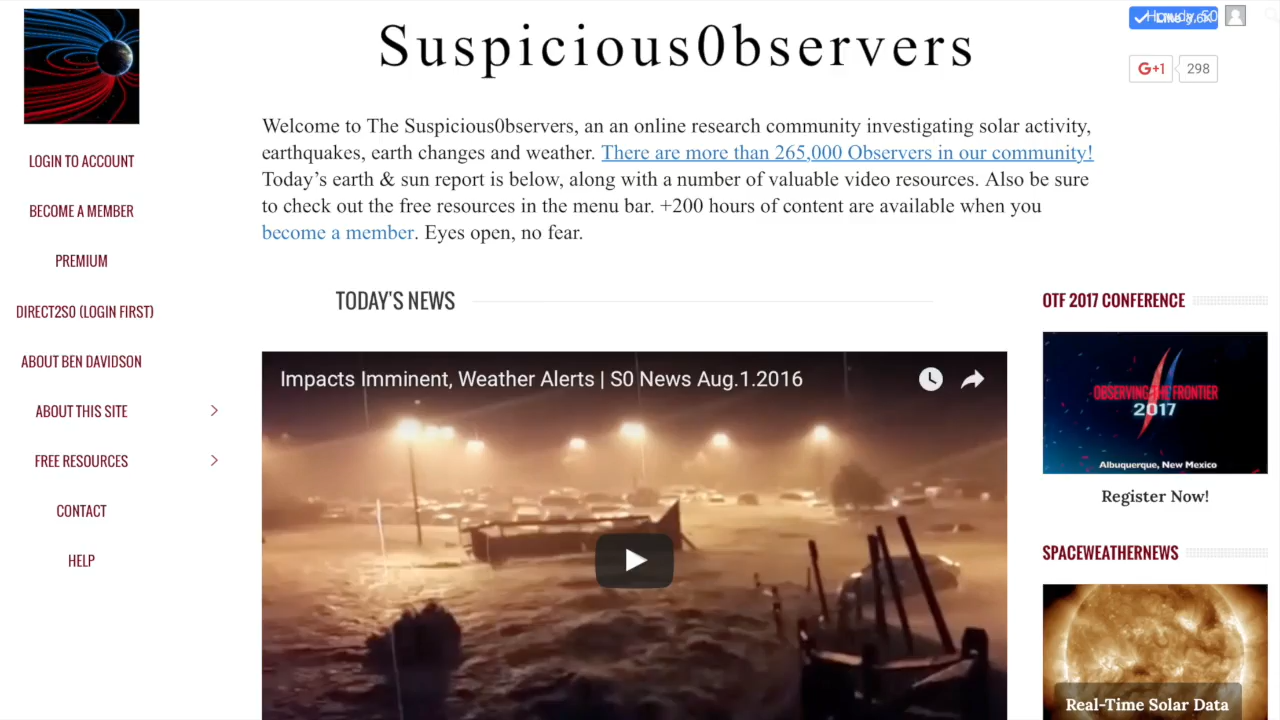 Suspicious0bservers
Like 9.6K
G+1 298
Welcome to The Suspicious0bservers, an an online research community investigating solar activity,
earthquakes, earth changes and weather. There are more than 265,000 Observers in our community!
Today's earth & sun report is below, along with a number of valuable video resources. Also be sure
to check out the free resources in the menu bar. +200 hours of content are available when you
become a member. Eyes open, no fear.
LOGIN TO ACCOUNT
BECOME A MEMBER
PREMIUM
DIRECT2S0 (LOGIN FIRST)
ABOUT BEN DAVIDSON
ABOUT THIS SITE
FREE RESOURCES
CONTACT
HELP
TODAY'S NEWS
Impacts Imminent, Weather Alerts | S0 News Aug.1.2016
OTF 2017 CONFERENCE
OBSERVING THE FRONTIER
2017
Albuquerque, New Mexico
Register Now!
SPACEWEATHERNEWS
Real-Time Solar Data